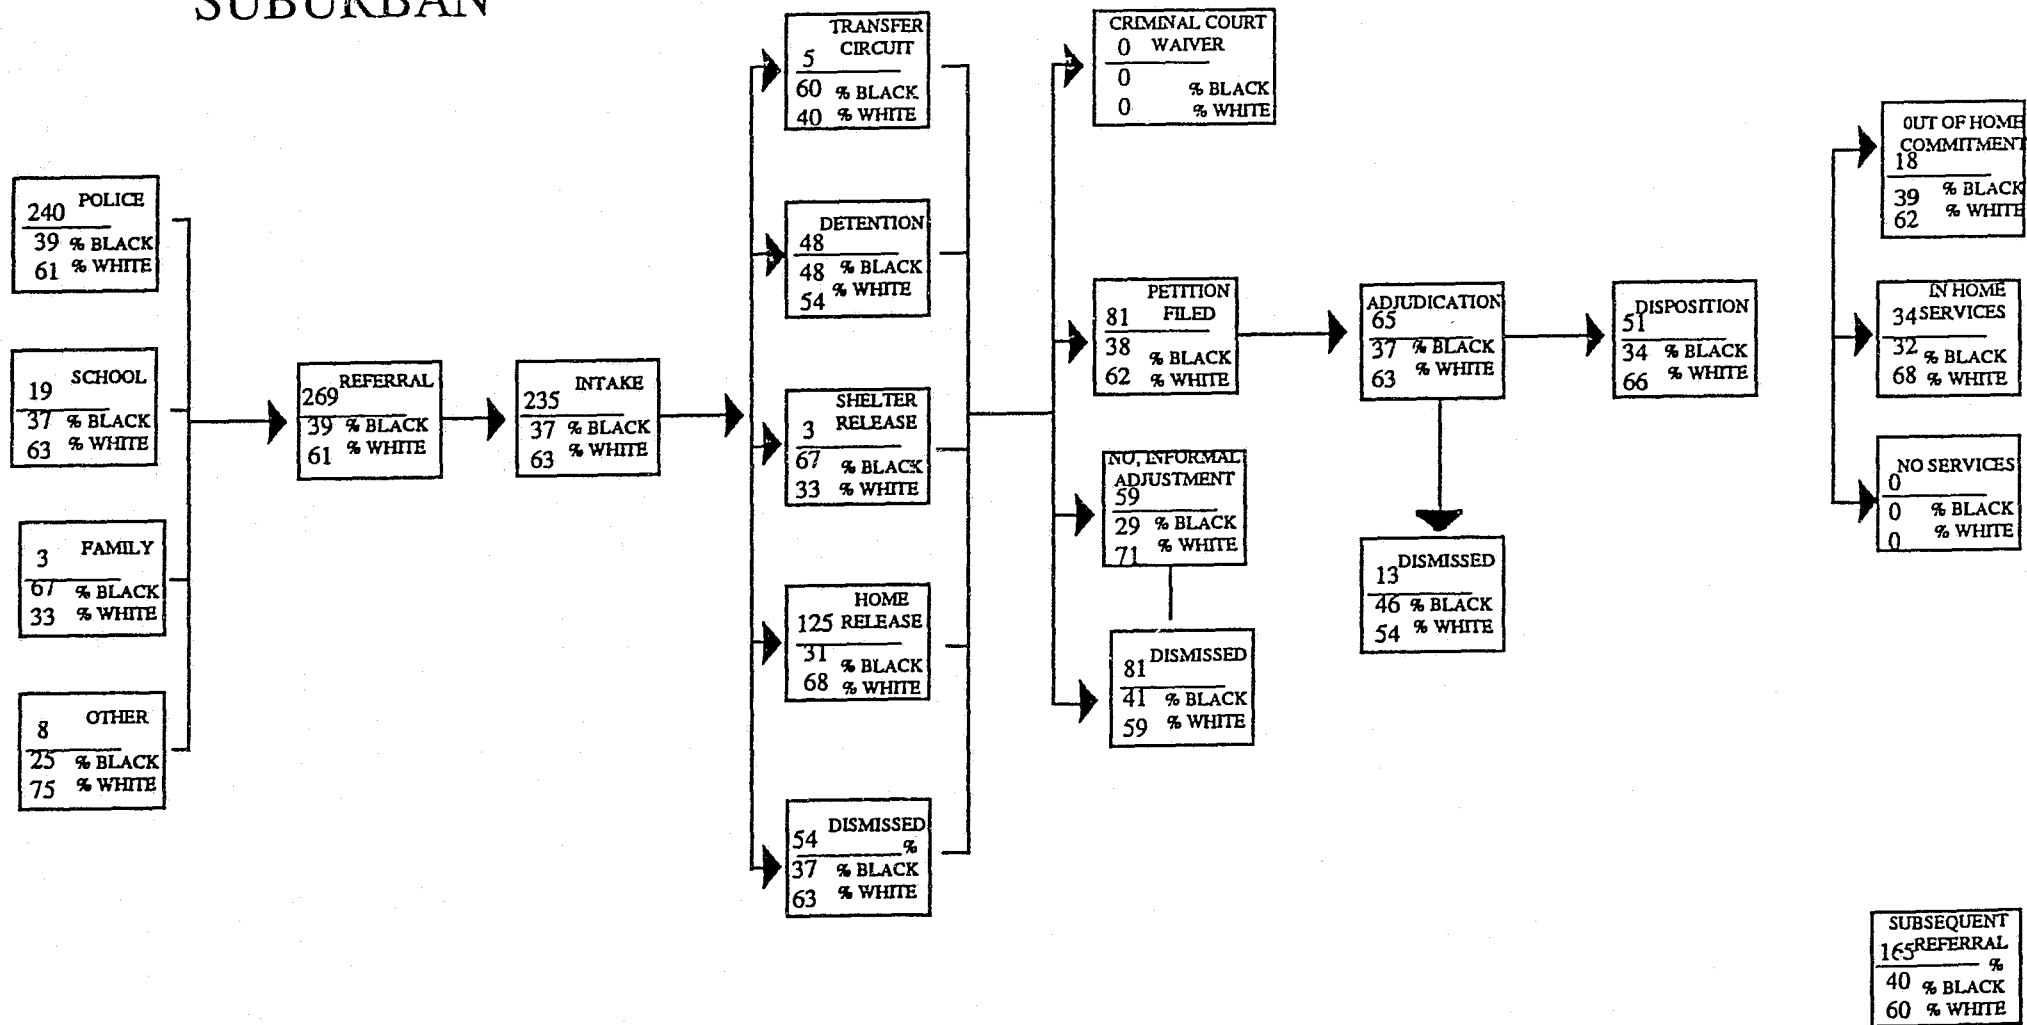 SUBURBAN
POLICE
240
39 % BLACK
61 % WHITE
SCHOOL
19
37 % BLACK
63 % WHITE
FAMILY
3
67 % BLACK
33 % WHITE
OTHER
8
25 % BLACK
75 % WHITE
REFERRAL
269
39 % BLACK
61 % WHITE
INTAKE
235
37 % BLACK
63 % WHITE
TRANSFER
CIRCUIT
5
60 % BLACK
40 % WHITE
DETENTION
48
48 % BLACK
54 % WHITE
SHELTER
3 RELEASE
67 % BLACK
33 % WHITE
HOME
125 RELEASE
31 % BLACK
68 % WHITE
DISMISSED
54 %
37 % BLACK
63 % WHITE
CRIMINAL COURT
0 WAIVER
0 % BLACK
0 % WHITE
PETITION
81 FILED
38 % BLACK
62 % WHITE
NO, INFORMAL
ADJUSTMENT
59
29 % BLACK
71 % WHITE
DISMISSED
81
41 % BLACK
59 % WHITE
ADJUDICATION
65
37 % BLACK
63 % WHITE
DISMISSED
13
46 % BLACK
54 % WHITE
DISPOSITION
51
34 % BLACK
66 % WHITE
OUT OF HOME
COMMITMENT
18
39 % BLACK
62 % WHITE
IN HOME
34 SERVICES
32 % BLACK
68 % WHITE
NO SERVICES
0
0 % BLACK
0 % WHITE
SUBSEQUENT
165 REFERRAL
%
40 % BLACK
60 % WHITE